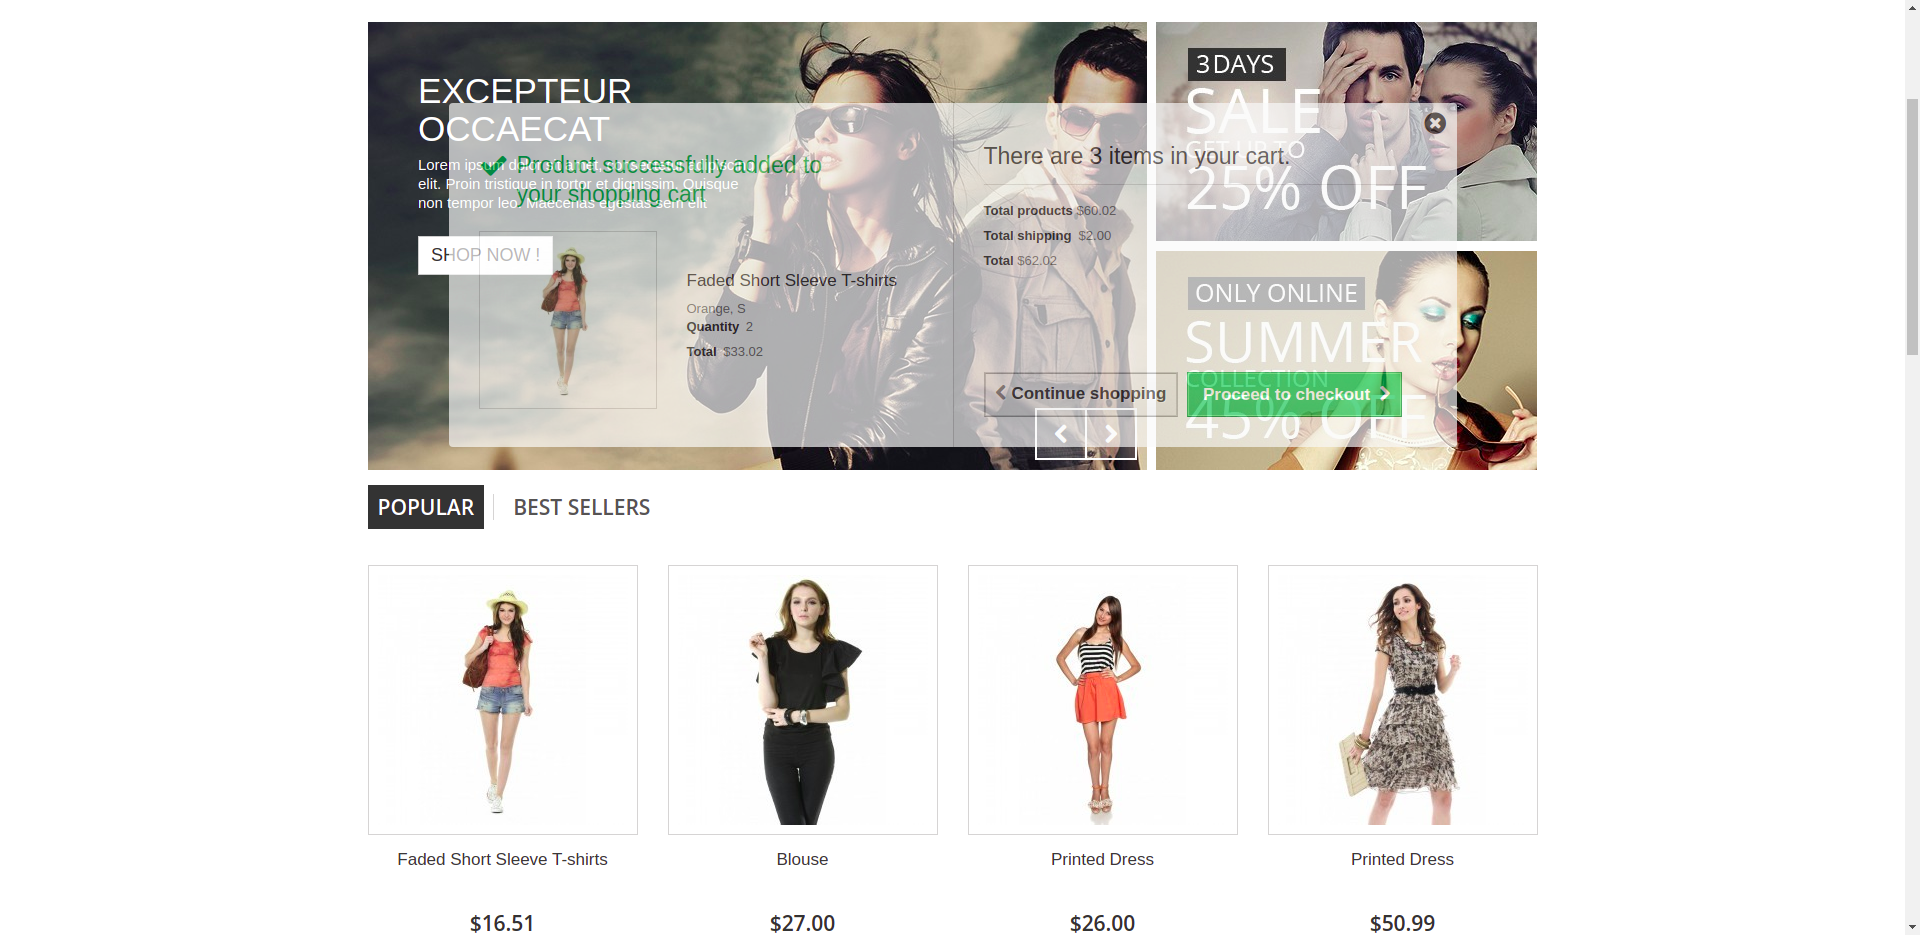 EXCEPTEUR
OCCAECAT
Lorem ipsum dolor sit amet, consectetur adipiscing
elit. Proin tristique in tortor et dignissim. Quisque
non tempor leo. Maecenas egestas sem elit
SHOP NOW !
Product successfully added to
your shopping cart
Faded Short Sleeve T-shirts
Orange, S
Quantity 2
Total $33.02
There are 3 items in your cart.
Total products $60.02
Total shipping $2.00
Total $62.02
Continue shopping
Proceed to checkout
3 DAYS
SALE
GET UP TO
25% OFF
ONLY ONLINE
SUMMER
COLLECTION
45% OFF
POPULAR
BEST SELLERS
Faded Short Sleeve T-shirts
Blouse
Printed Dress
Printed Dress
$16.51
$27.00
$26.00
$50.99